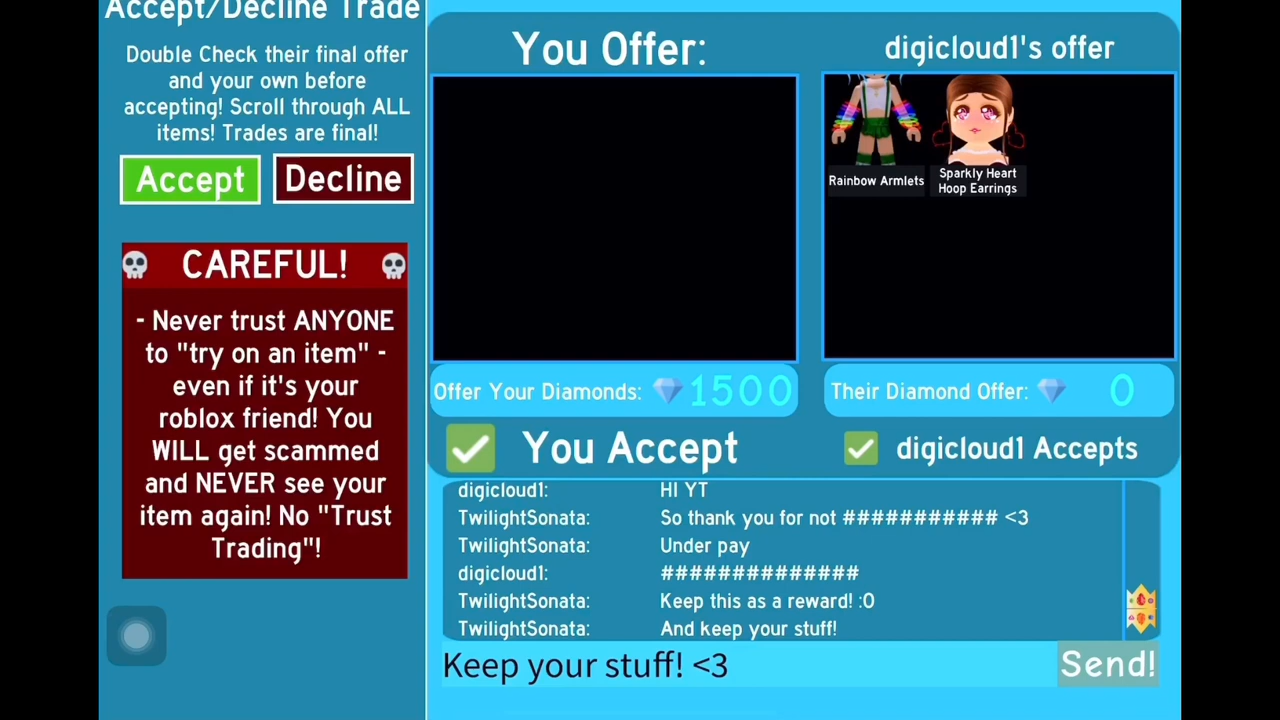 Accept/Decline Trade
Double Check their final offer
and your own before
accepting! Scroll through ALL
items! Trades are final!
Accept
Decline
CAREFUL!
- Never trust ANYONE
to "try on an item" -
even if it's your
roblox friend! You
WILL get scammed
and NEVER see your
item again! No "Trust
Trading"!
You Offer:
digicloud1's offer
Rainbow Armlets
Sparkly Heart
Hoop Earrings
Offer Your Diamonds: 1500
Their Diamond Offer: 0
You Accept
digicloud1 Accepts
digicloud1: HI YT
TwilightSonata: So thank you for not ########### <3
TwilightSonata: Under pay
digicloud1: ##############
TwilightSonata: Keep this as a reward! :0
TwilightSonata: And keep your stuff!
Keep your stuff! <3
Send!